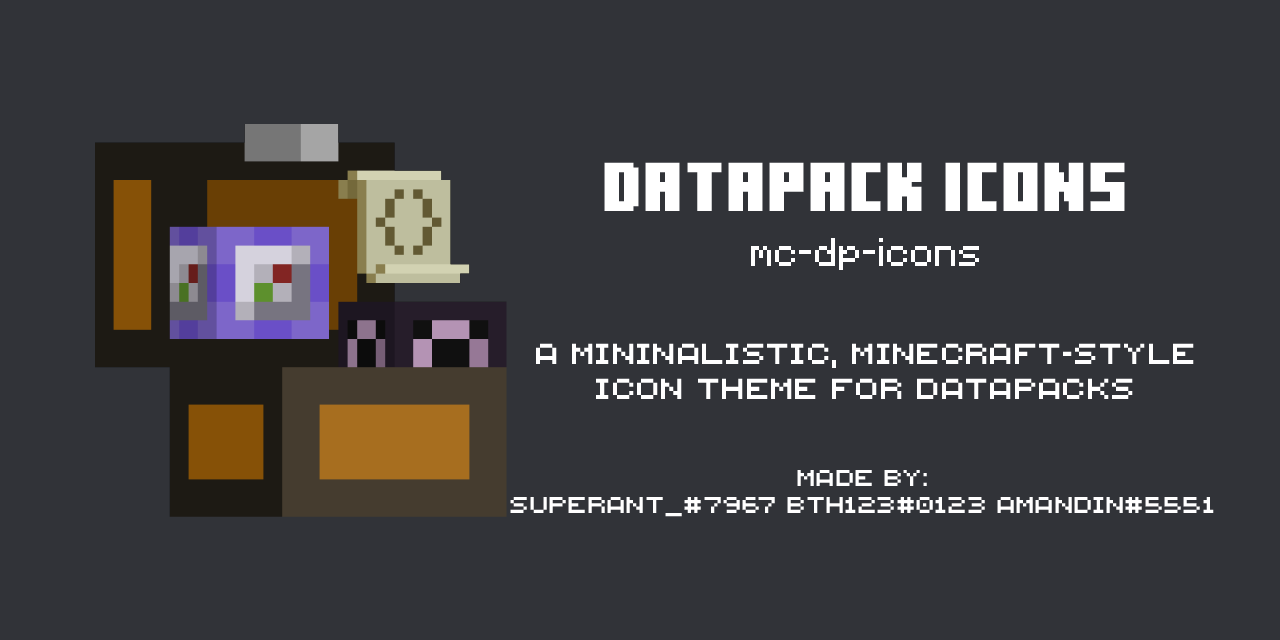 DATAPACK ICONS
mc-dp-icons
A MININALISTIC, MINECRAFT-STYLE
ICON THEME FOR DATAPACKS
MADE BY:
SUPERANT_#7967 BTH123#0123 AMANDIN#5551